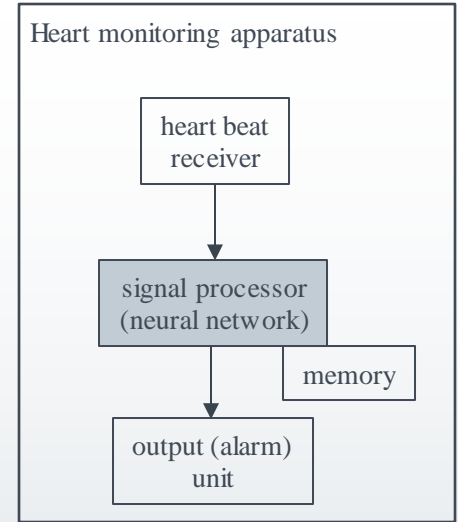 Heart monitoring apparatus
heart beat
receiver
signal processor
(neural network)
memory
output (alarm)
unit